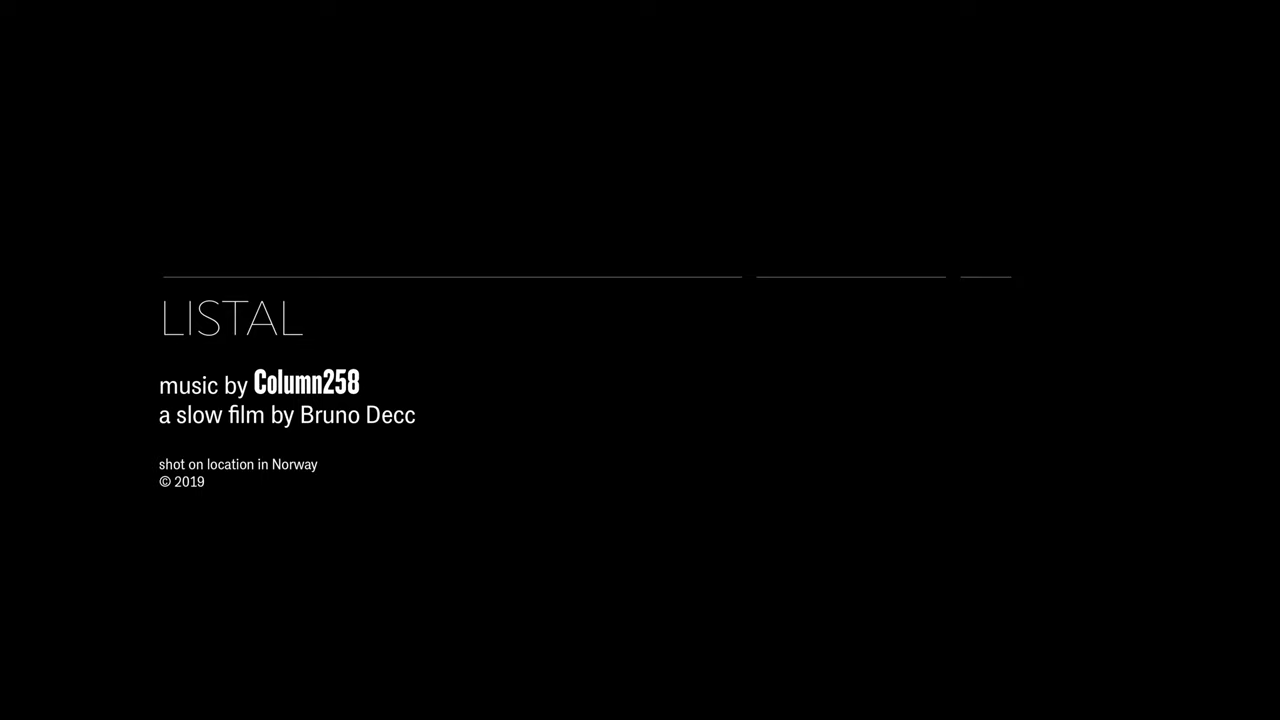 LISTAL
music by Column258
a slow film by Bruno Decc
shot on location in Norway
© 2019